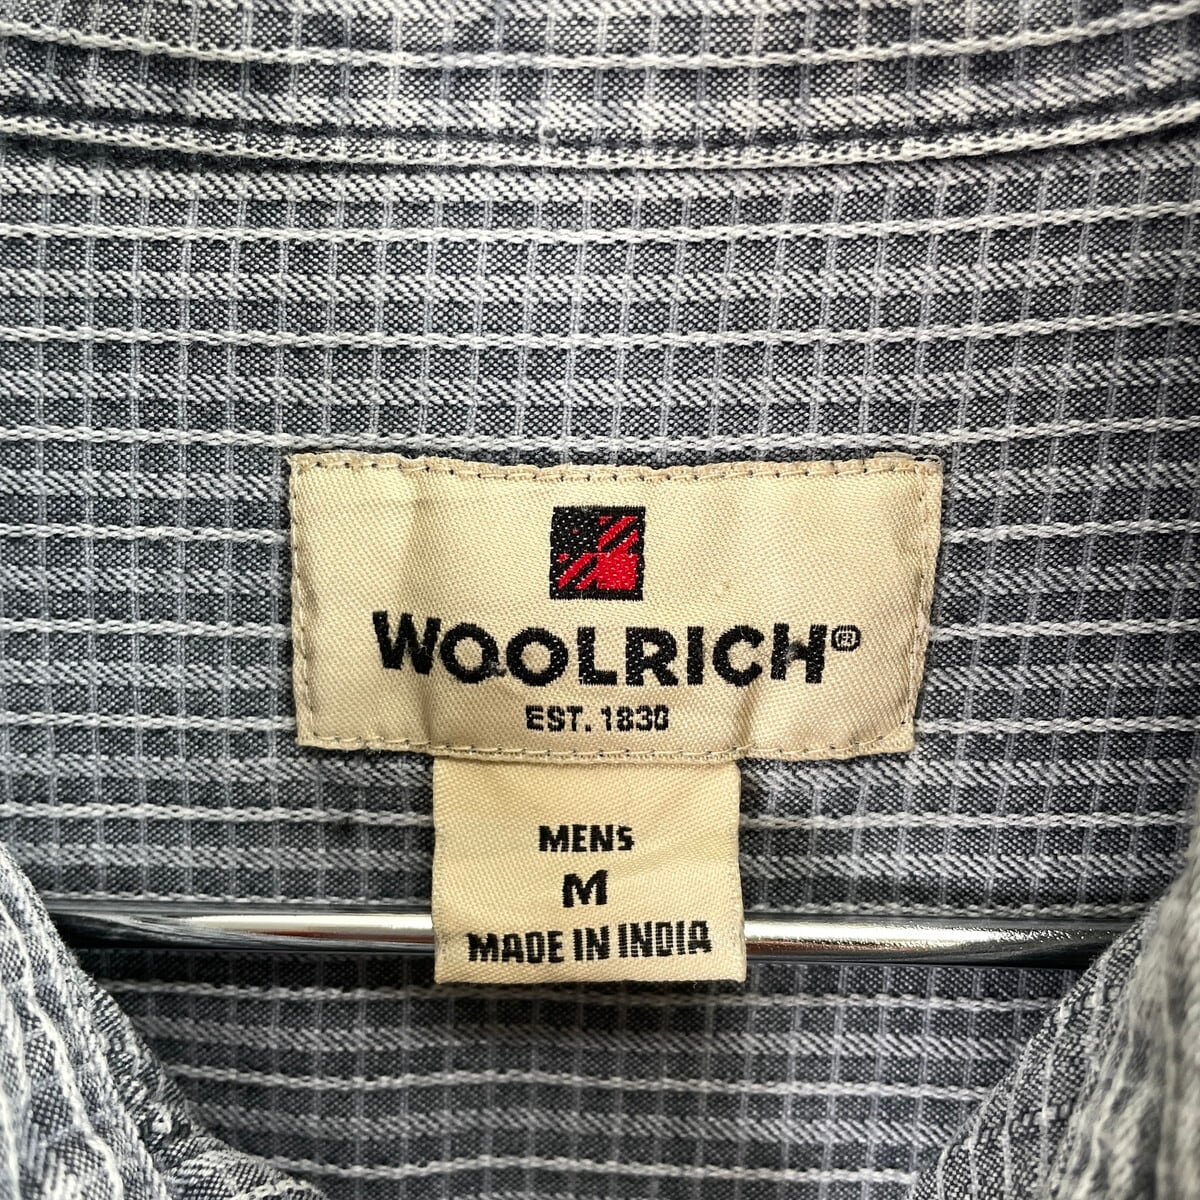 WOOLRICH®
EST. 1830
MENS
M
MADE IN INDIA